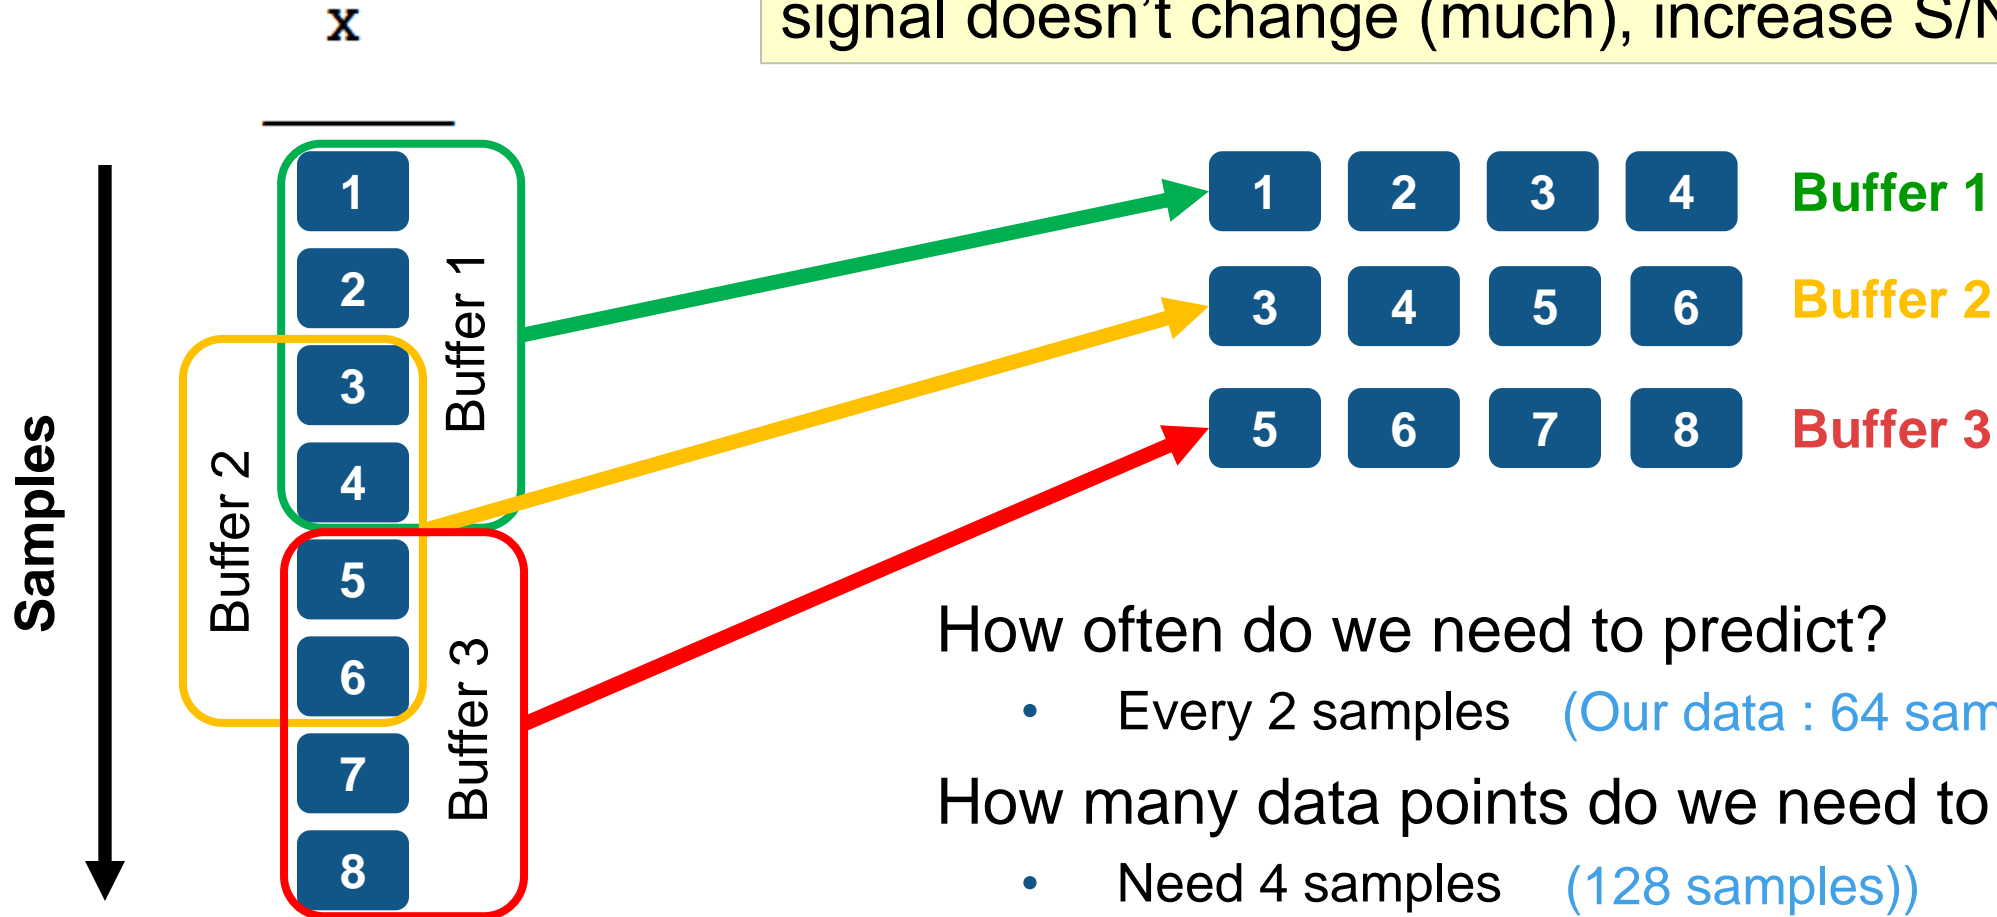 x
signal doesn't change (much), increase S/N
Samples
1
2
3
4
5
6
7
8
Buffer 1
Buffer 2
Buffer 3
1 2 3 4 Buffer 1
3 4 5 6 Buffer 2
5 6 7 8 Buffer 3
How often do we need to predict?
• Every 2 samples (Our data : 64 sam
How many data points do we need to
• Need 4 samples (128 samples))